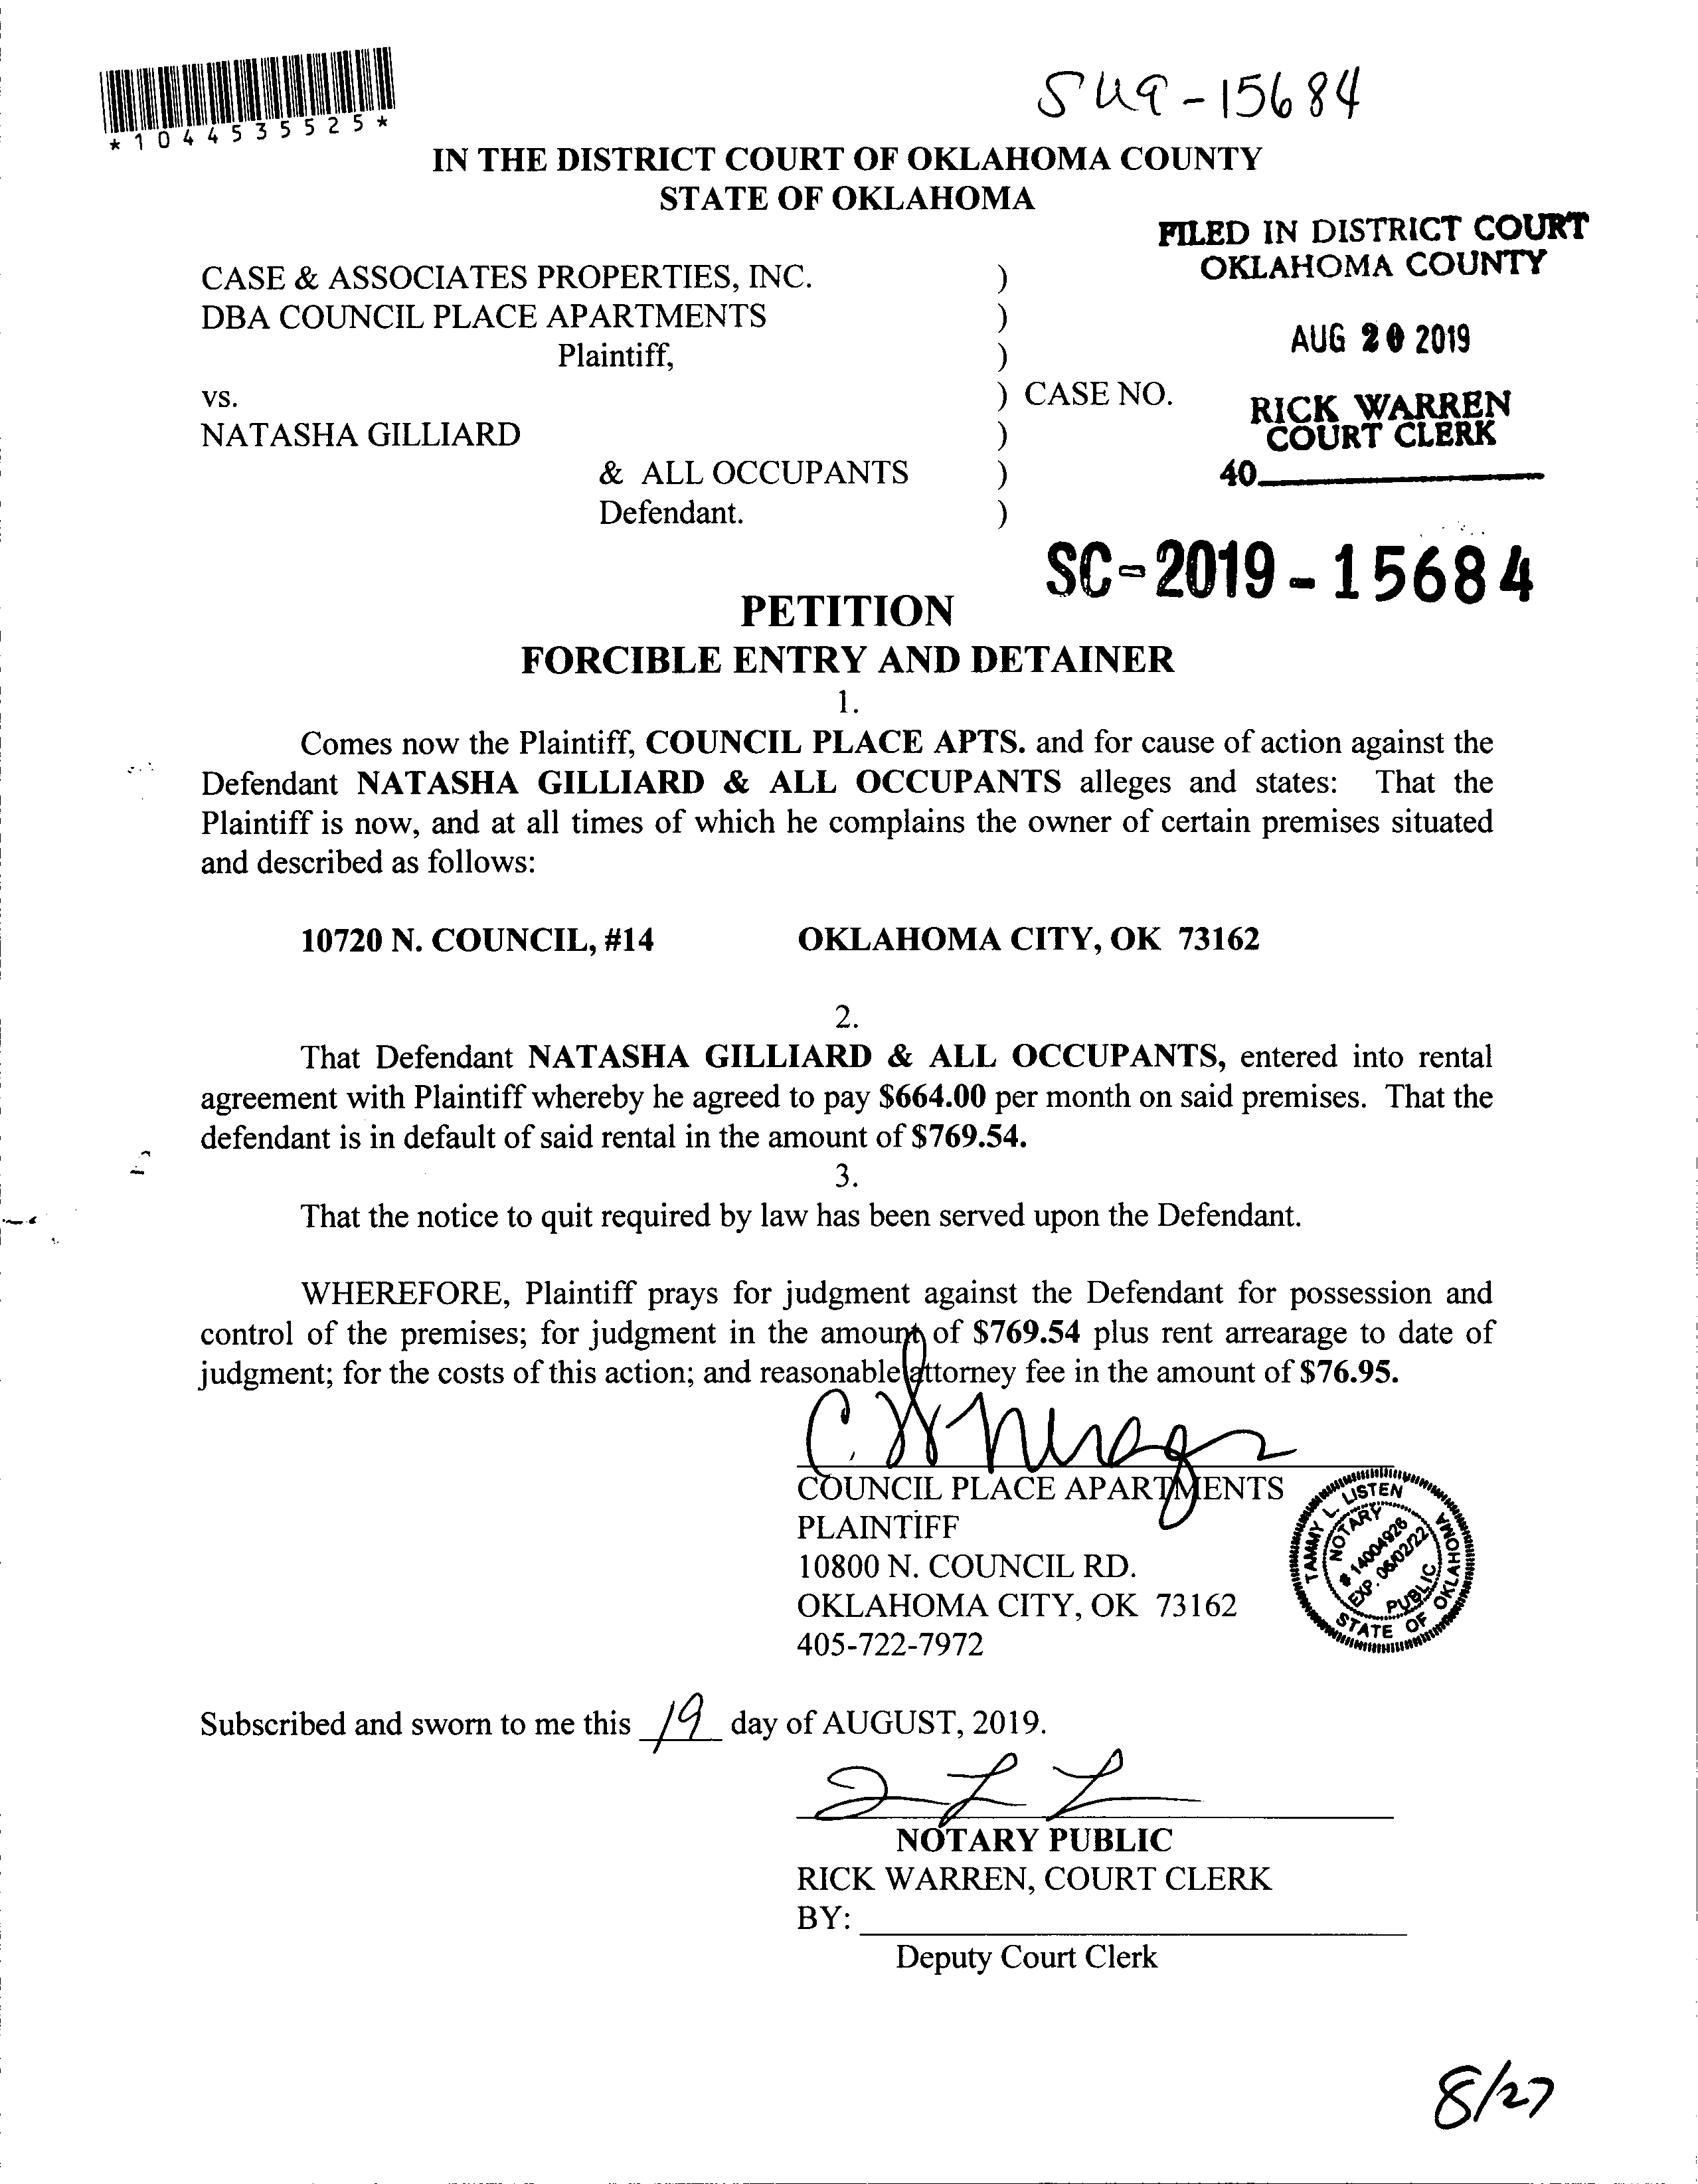 *1044535525*
SC19-15684
IN THE DISTRICT COURT OF OKLAHOMA COUNTY
STATE OF OKLAHOMA
FILED IN DISTRICT COURT
OKLAHOMA COUNTY
AUG 20 2019
RICK WARREN
COURT CLERK
40
CASE & ASSOCIATES PROPERTIES, INC. )
DBA COUNCIL PLACE APARTMENTS )
Plaintiff, )
vs. ) CASE NO.
NATASHA GILLIARD )
& ALL OCCUPANTS )
Defendant. )
SC-2019-15684
PETITION
FORCIBLE ENTRY AND DETAINER
1.
Comes now the Plaintiff, COUNCIL PLACE APTS. and for cause of action against the
Defendant NATASHA GILLIARD & ALL OCCUPANTS alleges and states: That the
Plaintiff is now, and at all times of which he complains the owner of certain premises situated
and described as follows:
10720 N. COUNCIL, #14 OKLAHOMA CITY, OK 73162
2.
That Defendant NATASHA GILLIARD & ALL OCCUPANTS, entered into rental
agreement with Plaintiff whereby he agreed to pay $664.00 per month on said premises. That the
defendant is in default of said rental in the amount of $769.54.
3.
That the notice to quit required by law has been served upon the Defendant.
WHEREFORE, Plaintiff prays for judgment against the Defendant for possession and
control of the premises; for judgment in the amount of $769.54 plus rent arrearage to date of
judgment; for the costs of this action; and reasonable attorney fee in the amount of $76.95.
COUNCIL PLACE APARTMENTS
PLAINTIFF
10800 N. COUNCIL RD.
OKLAHOMA CITY, OK 73162
405-722-7972
TAMMY L. LISTEN
NOTARY
# 14004926
EXP. 06/02/22
PUBLIC
STATE OF OKLAHOMA
Subscribed and sworn to me this 19 day of AUGUST, 2019.
NOTARY PUBLIC
RICK WARREN, COURT CLERK
BY:
Deputy Court Clerk
8/27